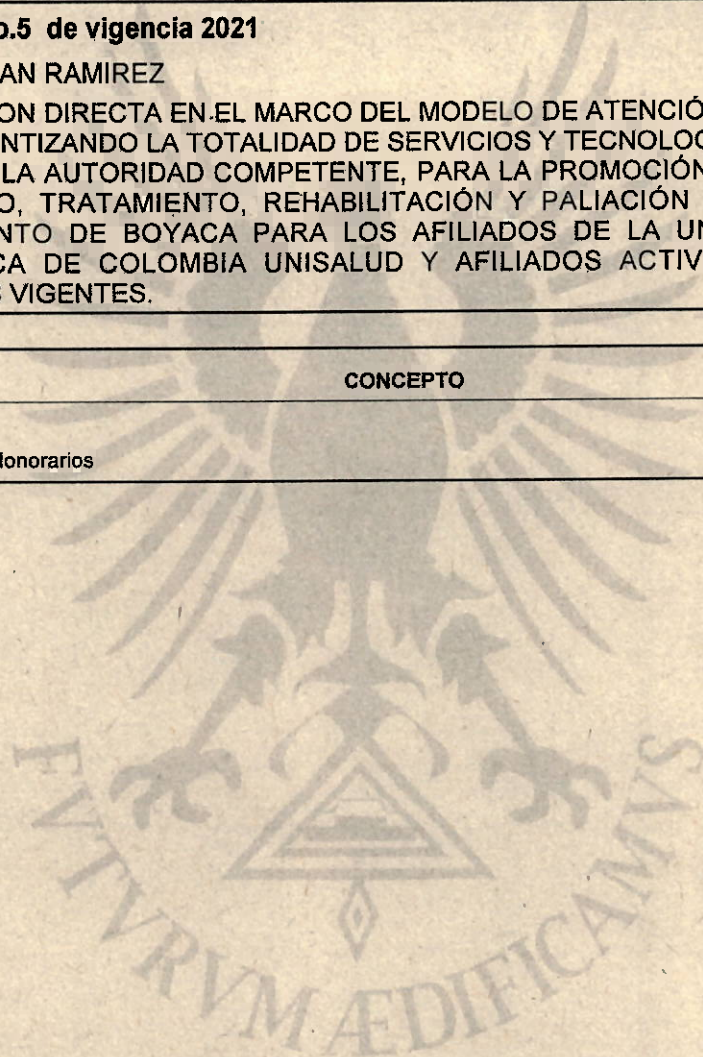 o.5 de vigencia 2021
AN RAMIREZ
ON DIRECTA EN EL MARCO DEL MODELO DE ATENCIÓ
NTIZANDO LA TOTALIDAD DE SERVICIOS Y TECNOLOG
LA AUTORIDAD COMPETENTE, PARA LA PROMOCIÓN
O, TRATAMIENTO, REHABILITACIÓN Y PALIACIÓN
NTO DE BOYACA PARA LOS AFILIADOS DE LA UN
CA DE COLOMBIA UNISALUD Y AFILIADOS ACTIV
S VIGENTES.
CONCEPTO
Honorarios
FVTVRVM ÆDIFICAMVS